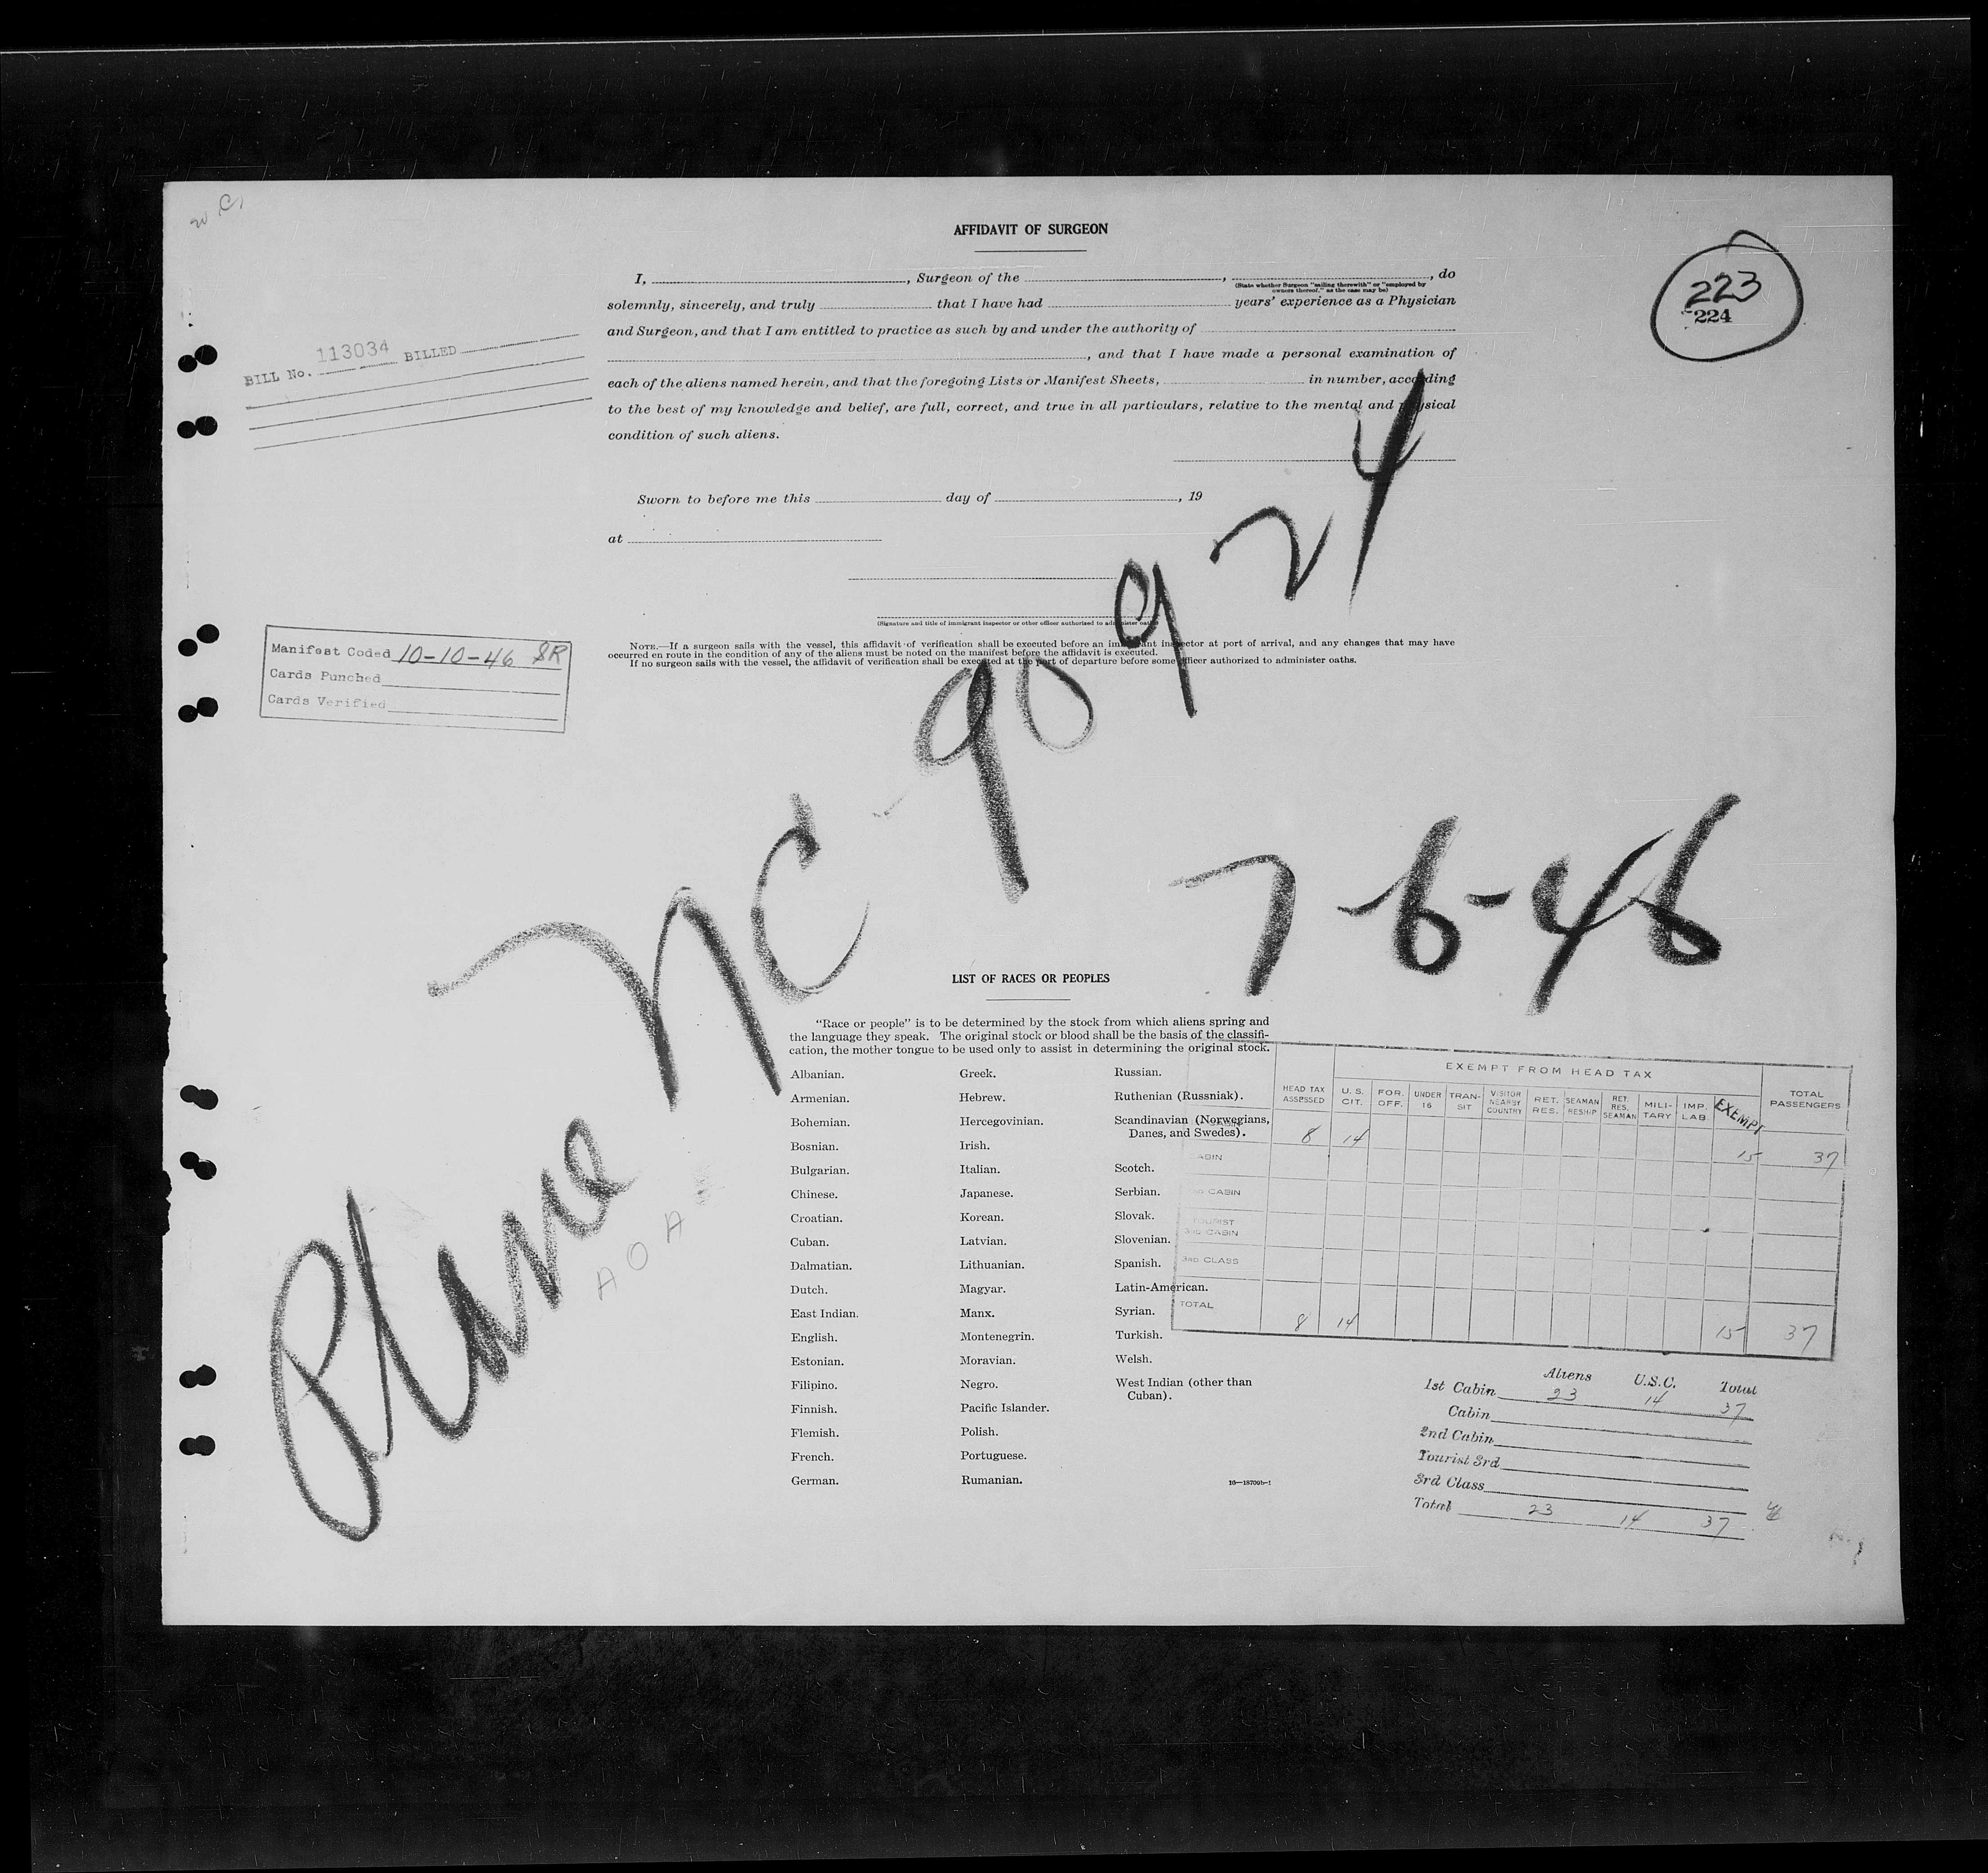 AFFIDAVIT OF SURGEON
223
224
I, , Surgeon of the , , do
(State whether Surgeon "sailing therewith" or "employed by owners thereof," as the case may be)
solemnly, sincerely, and truly that I have had years' experience as a Physician
and Surgeon, and that I am entitled to practice as such by and under the authority of
, and that I have made a personal examination of
each of the aliens named herein, and that the foregoing Lists or Manifest Sheets, in number, according
to the best of my knowledge and belief, are full, correct, and true in all particulars, relative to the mental and physical
condition of such aliens.
BILL No. 113034 BILLED
Sworn to before me this day of , 19
at
(Signature and title of immigrant inspector or other officer authorized to administer oaths)
NOTE.—If a surgeon sails with the vessel, this affidavit of verification shall be executed before an immigrant inspector at port of arrival, and any changes that may have
occurred en route in the condition of any of the aliens must be noted on the manifest before the affidavit is executed.
If no surgeon sails with the vessel, the affidavit of verification shall be executed at the port of departure before some officer authorized to administer oaths.
Manifest Coded 10-10-46 SR
Cards Punched
Cards Verified
Plane NC-90924
7-6-46
AOA
LIST OF RACES OR PEOPLES
"Race or people" is to be determined by the stock from which aliens spring and
the language they speak. The original stock or blood shall be the basis of the classifi-
cation, the mother tongue to be used only to assist in determining the original stock.
Albanian.
Armenian.
Bohemian.
Bosnian.
Bulgarian.
Chinese.
Croatian.
Cuban.
Dalmatian.
Dutch.
East Indian.
English.
Estonian.
Filipino.
Finnish.
Flemish.
French.
German.
Greek.
Hebrew.
Hercegovinian.
Irish.
Italian.
Japanese.
Korean.
Latvian.
Lithuanian.
Magyar.
Manx.
Montenegrin.
Moravian.
Negro.
Pacific Islander.
Polish.
Portuguese.
Rumanian.
Russian.
Ruthenian (Russniak).
Scandinavian (Norwegians,
Danes, and Swedes).
Scotch.
Serbian.
Slovak.
Slovenian.
Spanish.
Latin-American.
Syrian.
Turkish.
Welsh.
West Indian (other than
Cuban).
16—18709b-1
EXEMPT FROM HEAD TAX
HEAD TAX ASSESSED U.S. CIT. FOR. OFF. UNDER 16 TRAN-SIT VISITOR NEARBY COUNTRY RET. RES. SEAMAN RESHIP RET. RES. SEAMAN MILI-TARY IMP. LAB EXEMPT TOTAL PASSENGERS
8 14 15 37
CABIN
CABIN
TOURIST
3RD CABIN
3RD CLASS
TOTAL 8 14 15 37
Aliens U.S.C. Total
1st Cabin 23 14 37
Cabin
2nd Cabin
Tourist 3rd
3rd Class
Total 23 14 37